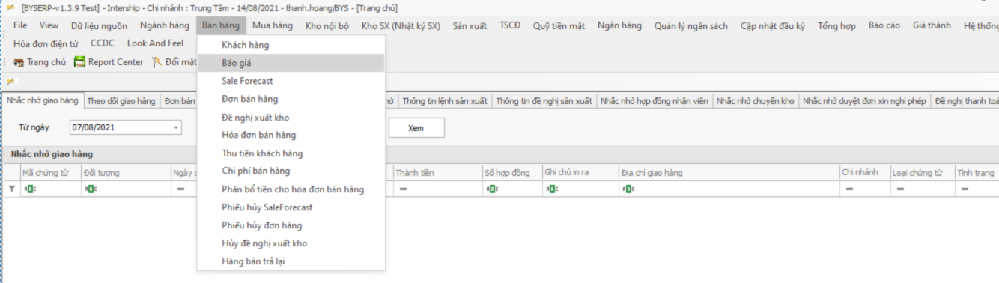 [BYSERP-v1.3.9 Test] - Intership - Chi nhánh : Trung Tâm - 14/08/2021 - thanh.hoang/BYS - [Trang chủ]
File View Dữ liệu nguồn Ngành hàng Bán hàng Mua hàng Kho nội bộ Kho SX (Nhật ký SX) Sản xuất TSCĐ Quỹ tiền mặt Ngân hàng Quản lý ngân sách Cập nhật đầu kỳ Tổng hợp Báo cáo Giá thành Hệ thống
Hóa đơn điện tử CCDC Look And Feel
Trang chủ Report Center Đổi mật
Khách hàng
Báo giá
Sale Forecast
Đơn bán hàng
Đề nghị xuất kho
Hóa đơn bán hàng
Thu tiền khách hàng
Chi phí bán hàng
Phân bổ tiền cho hóa đơn bán hàng
Phiếu hủy SaleForecast
Phiếu hủy đơn hàng
Hủy đề nghị xuất kho
Hàng bán trả lại
Nhắc nhở giao hàng Theo dõi giao hàng Đơn bán Thông tin lệnh sản xuất Thông tin đề nghị sản xuất Nhắc nhở hợp đồng nhân viên Nhắc nhở chuyển kho Nhắc nhở duyệt đơn xin nghỉ phép Đề nghị thanh toá
Từ ngày 07/08/2021 Xem
Nhắc nhở giao hàng
Mã chứng từ Đối tượng Ngày Thành tiền Số hợp đồng Ghi chú in ra Địa chỉ giao hàng Chi nhánh Loại chứng từ Tình trạng